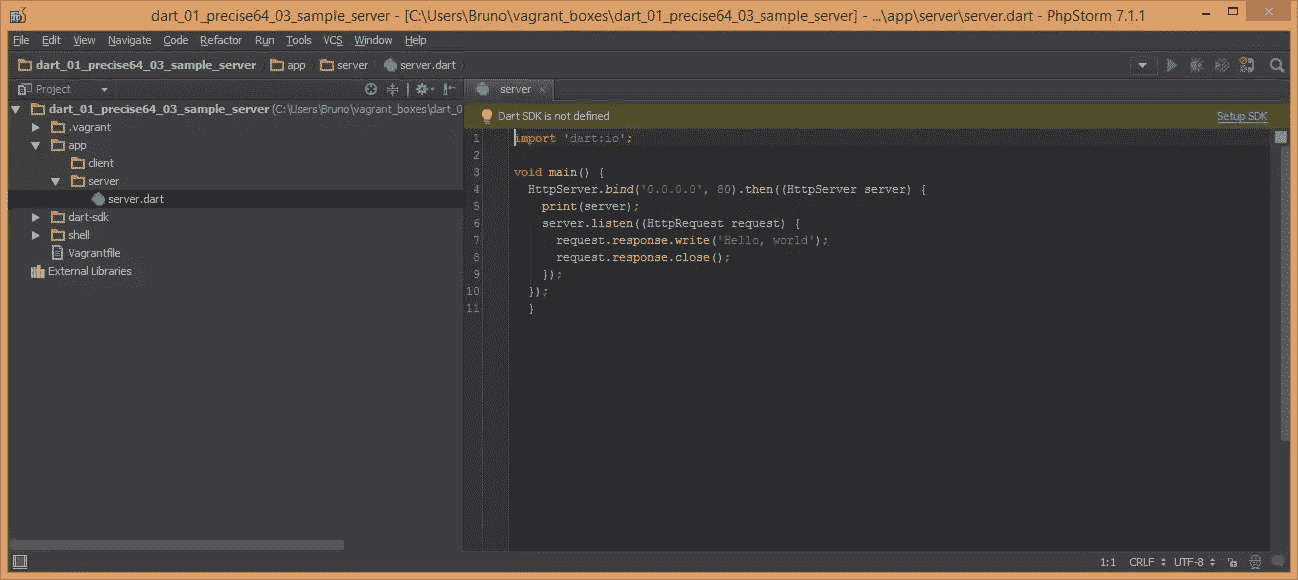 dart_01_precise64_03_sample_server - [C:\Users\Bruno\vagrant_boxes\dart_01_precise64_03_sample_server] - ...\app\server\server.dart - PhpStorm 7.1.1
File Edit View Navigate Code Refactor Run Tools VCS Window Help
dart_01_precise64_03_sample_server app server server.dart
Project
dart_01_precise64_03_sample_server (C:\Users\Bruno\vagrant_boxes\dart_0
.vagrant
app
client
server
server.dart
dart-sdk
shell
Vagrantfile
External Libraries
server
Dart SDK is not defined Setup SDK
1 import 'dart:io';
2
3 void main() {
4 HttpServer.bind('0.0.0.0', 80).then((HttpServer server) {
5 print(server);
6 server.listen((HttpRequest request) {
7 request.response.write('Hello, world');
8 request.response.close();
9 });
10 });
11 }
1:1 CRLF UTF-8